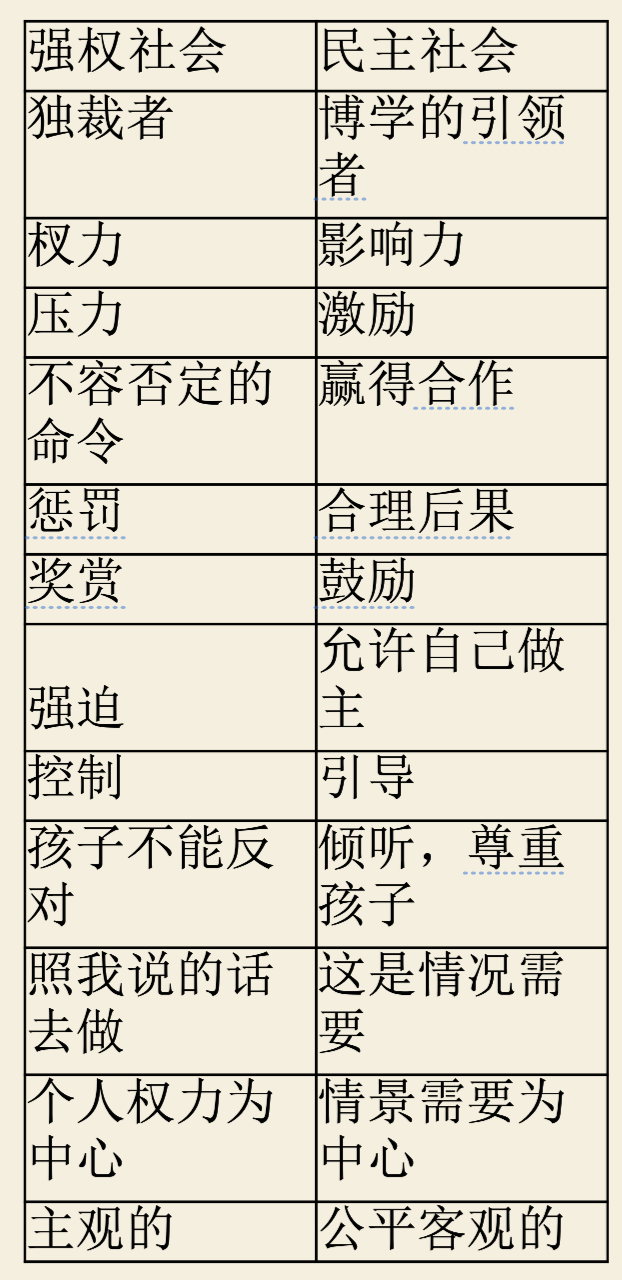 强权社会
民主社会
独裁者
博学的引领
者
杈力
影响力
压力
激励
不容否定的
命令
赢得合作
惩罚
合理后果
奖赏
鼓励
强迫
允许自己做
主
控制
引导
孩子不能反
对
倾听，尊重
孩子
照我说的话
去做
这是情况需
要
个人权力为
中心
情景需要为
中心
主观的
公平客观的